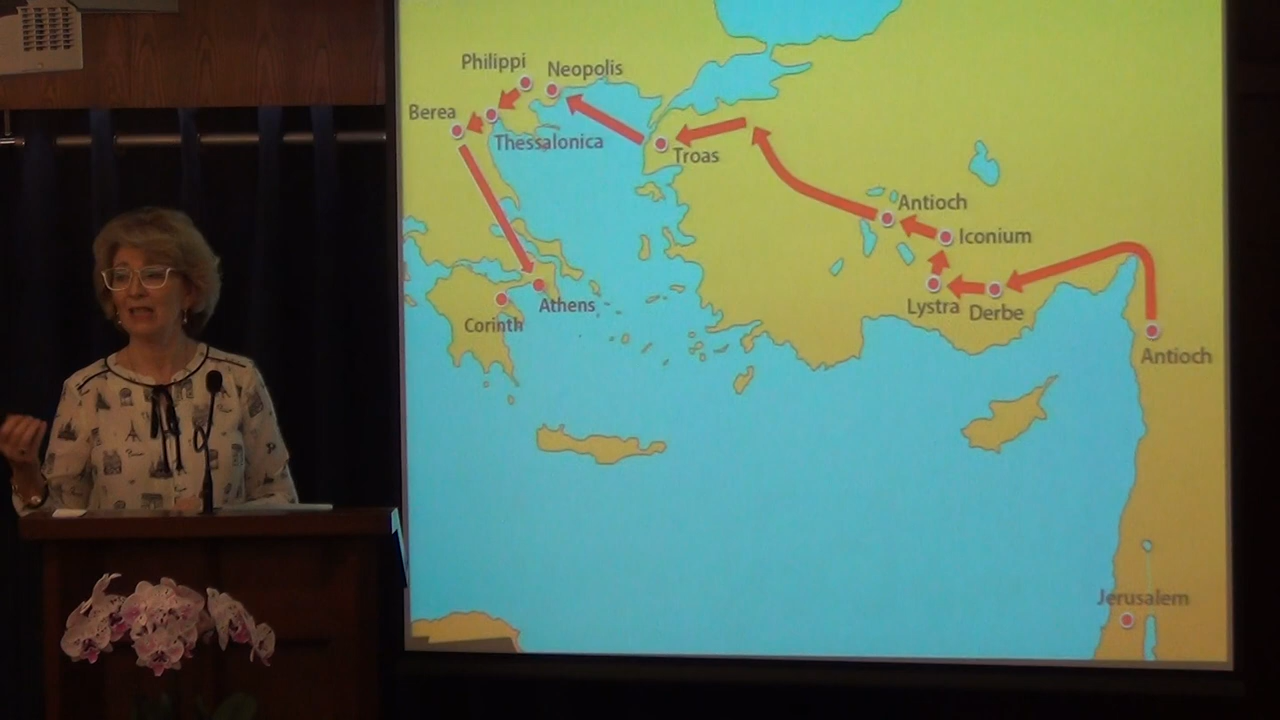 Philippi
Neopolis
Berea
Thessalonica
Troas
Antioch
Iconium
Lystra
Derbe
Athens
Corinth
Antioch
Jerusalem